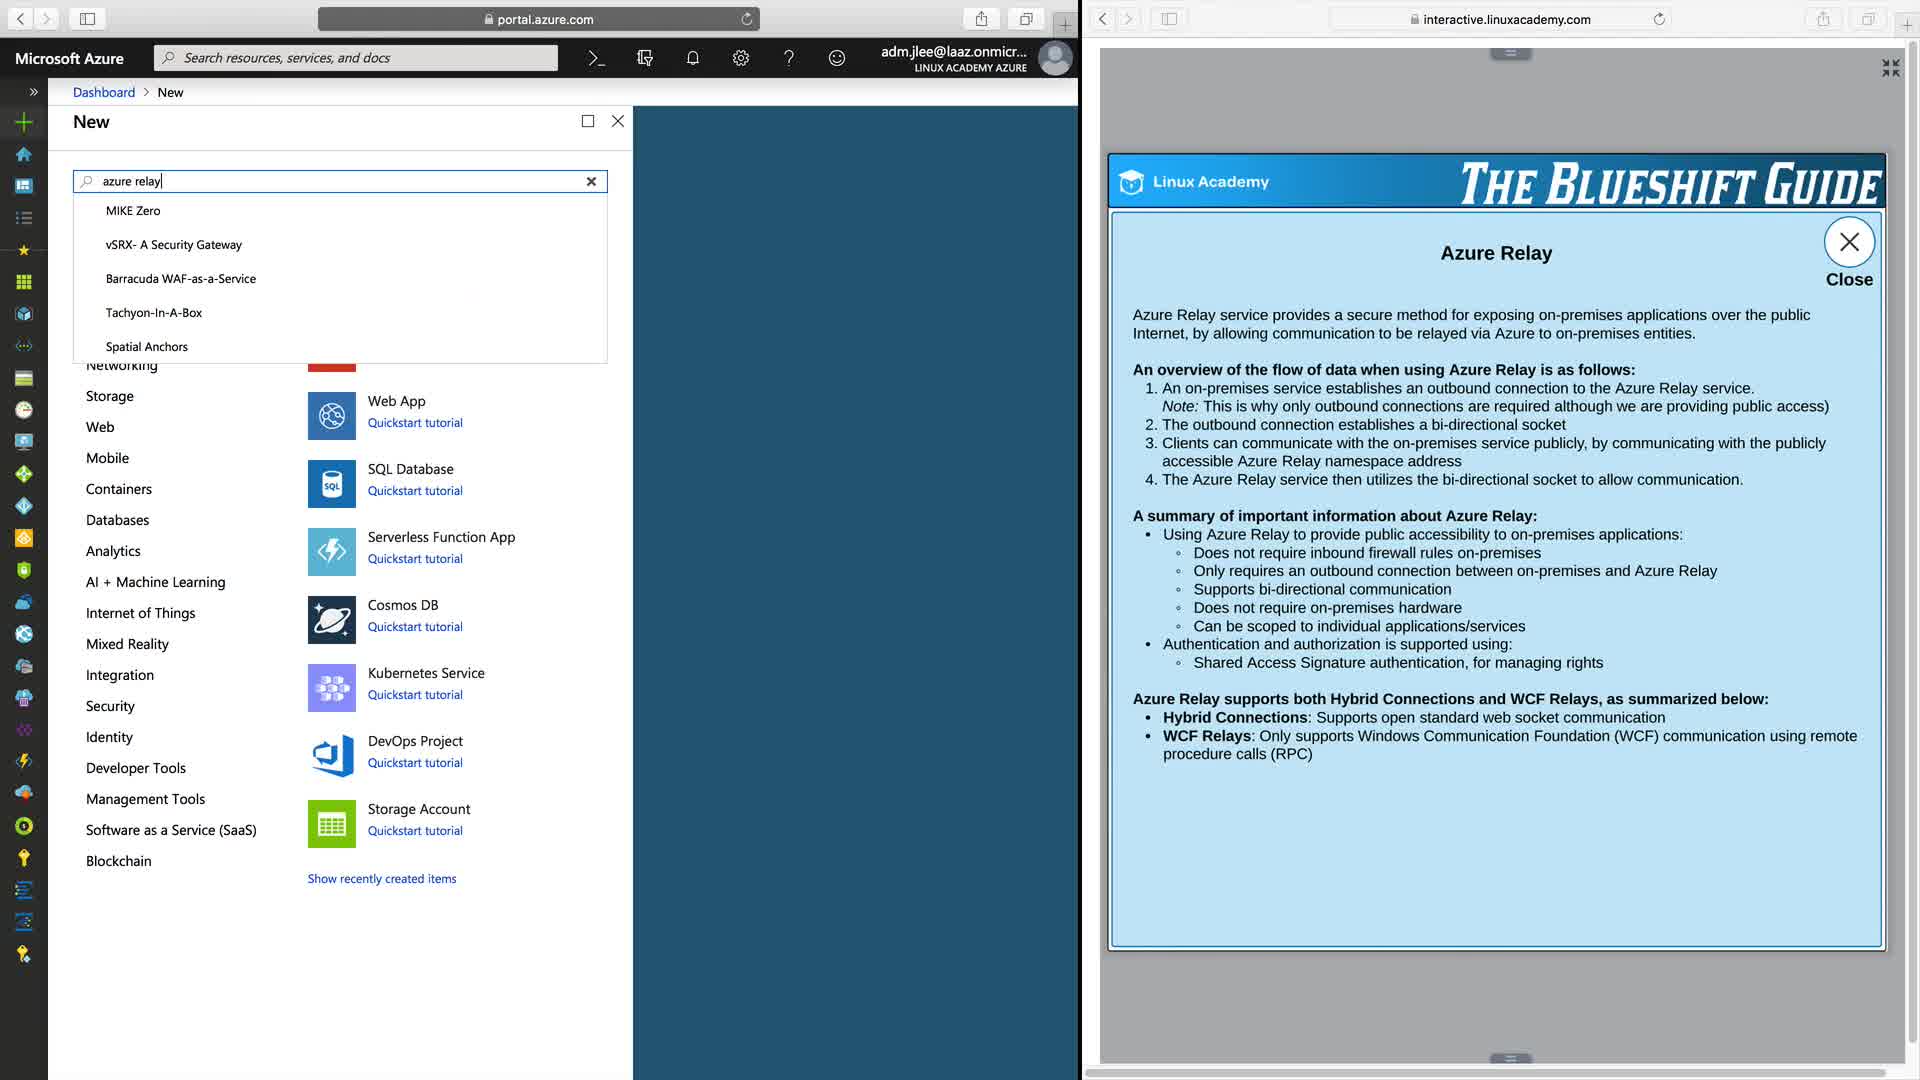 portal.azure.com
interactive.linuxacademy.com
Microsoft Azure
Search resources, services, and docs
adm.jlee@laaz.onmicr...
LINUX ACADEMY AZURE
Dashboard > New
New
azure relay
MIKE Zero
vSRX- A Security Gateway
Barracuda WAF-as-a-Service
Tachyon-In-A-Box
Spatial Anchors
Networking
Storage
Web
Mobile
Containers
Databases
Analytics
AI + Machine Learning
Internet of Things
Mixed Reality
Integration
Security
Identity
Developer Tools
Management Tools
Software as a Service (SaaS)
Blockchain
Web App
Quickstart tutorial
SQL
SQL Database
Quickstart tutorial
Serverless Function App
Quickstart tutorial
Cosmos DB
Quickstart tutorial
Kubernetes Service
Quickstart tutorial
DevOps Project
Quickstart tutorial
Storage Account
Quickstart tutorial
Show recently created items
Linux Academy
THE BLUESHIFT GUIDE
Azure Relay
Close
Azure Relay service provides a secure method for exposing on-premises applications over the public
Internet, by allowing communication to be relayed via Azure to on-premises entities.
An overview of the flow of data when using Azure Relay is as follows:
1. An on-premises service establishes an outbound connection to the Azure Relay service.
Note: This is why only outbound connections are required although we are providing public access)
2. The outbound connection establishes a bi-directional socket
3. Clients can communicate with the on-premises service publicly, by communicating with the publicly
accessible Azure Relay namespace address
4. The Azure Relay service then utilizes the bi-directional socket to allow communication.
A summary of important information about Azure Relay:
• Using Azure Relay to provide public accessibility to on-premises applications:
◦ Does not require inbound firewall rules on-premises
◦ Only requires an outbound connection between on-premises and Azure Relay
◦ Supports bi-directional communication
◦ Does not require on-premises hardware
◦ Can be scoped to individual applications/services
• Authentication and authorization is supported using:
◦ Shared Access Signature authentication, for managing rights
Azure Relay supports both Hybrid Connections and WCF Relays, as summarized below:
• Hybrid Connections: Supports open standard web socket communication
• WCF Relays: Only supports Windows Communication Foundation (WCF) communication using remote
procedure calls (RPC)